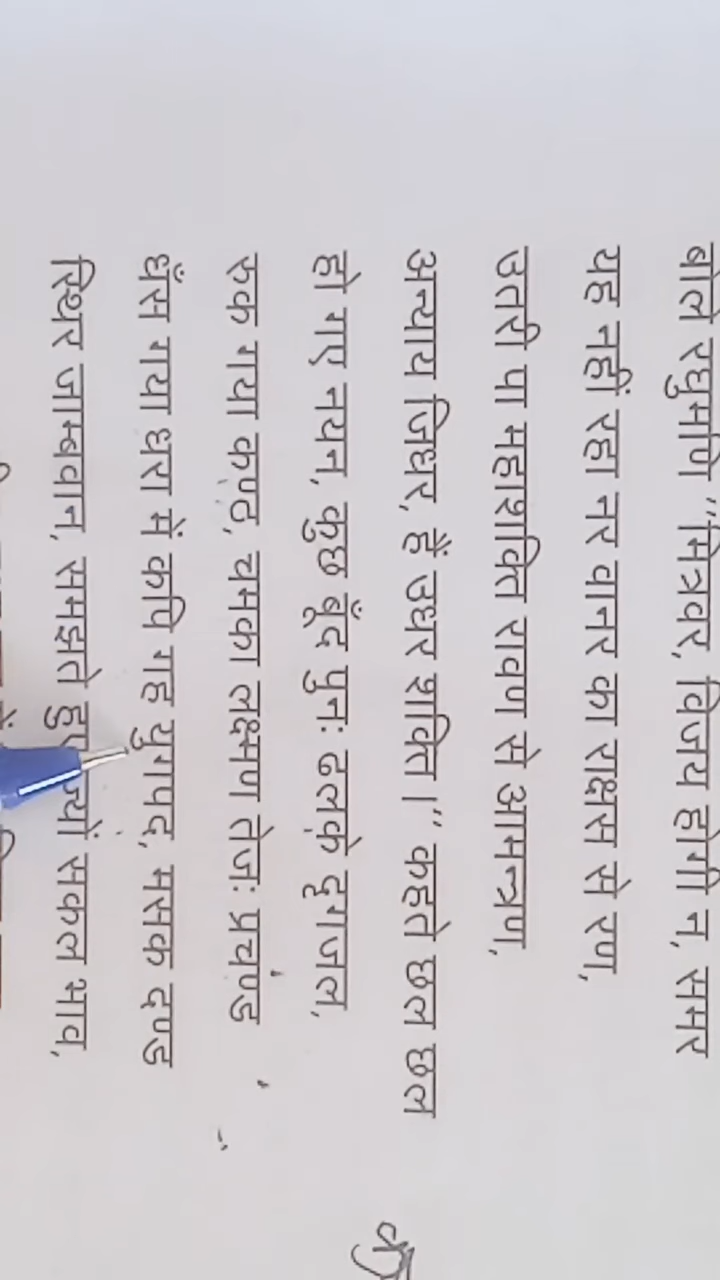 बोले रघुमणि "मित्रवर, विजय होगी न, समर
यह नहीं रहा नर वानर का राक्षस से रण,
उतरी पा महाशक्ति रावण से आमन्त्रण,
अन्याय जिधर, हैं उधर शक्ति।" कहते छल छल
हो गए नयन, कुछ बूँद पुनः ढलके दृगजल,
रुक गया कण्ठ, चमका लक्ष्मण तेजः प्रचण्ड
धँस गया धरा में कपि गह युगपद, मसक दण्ड
स्थिर जाम्बवान, समझते ज्यों सकल भाव,